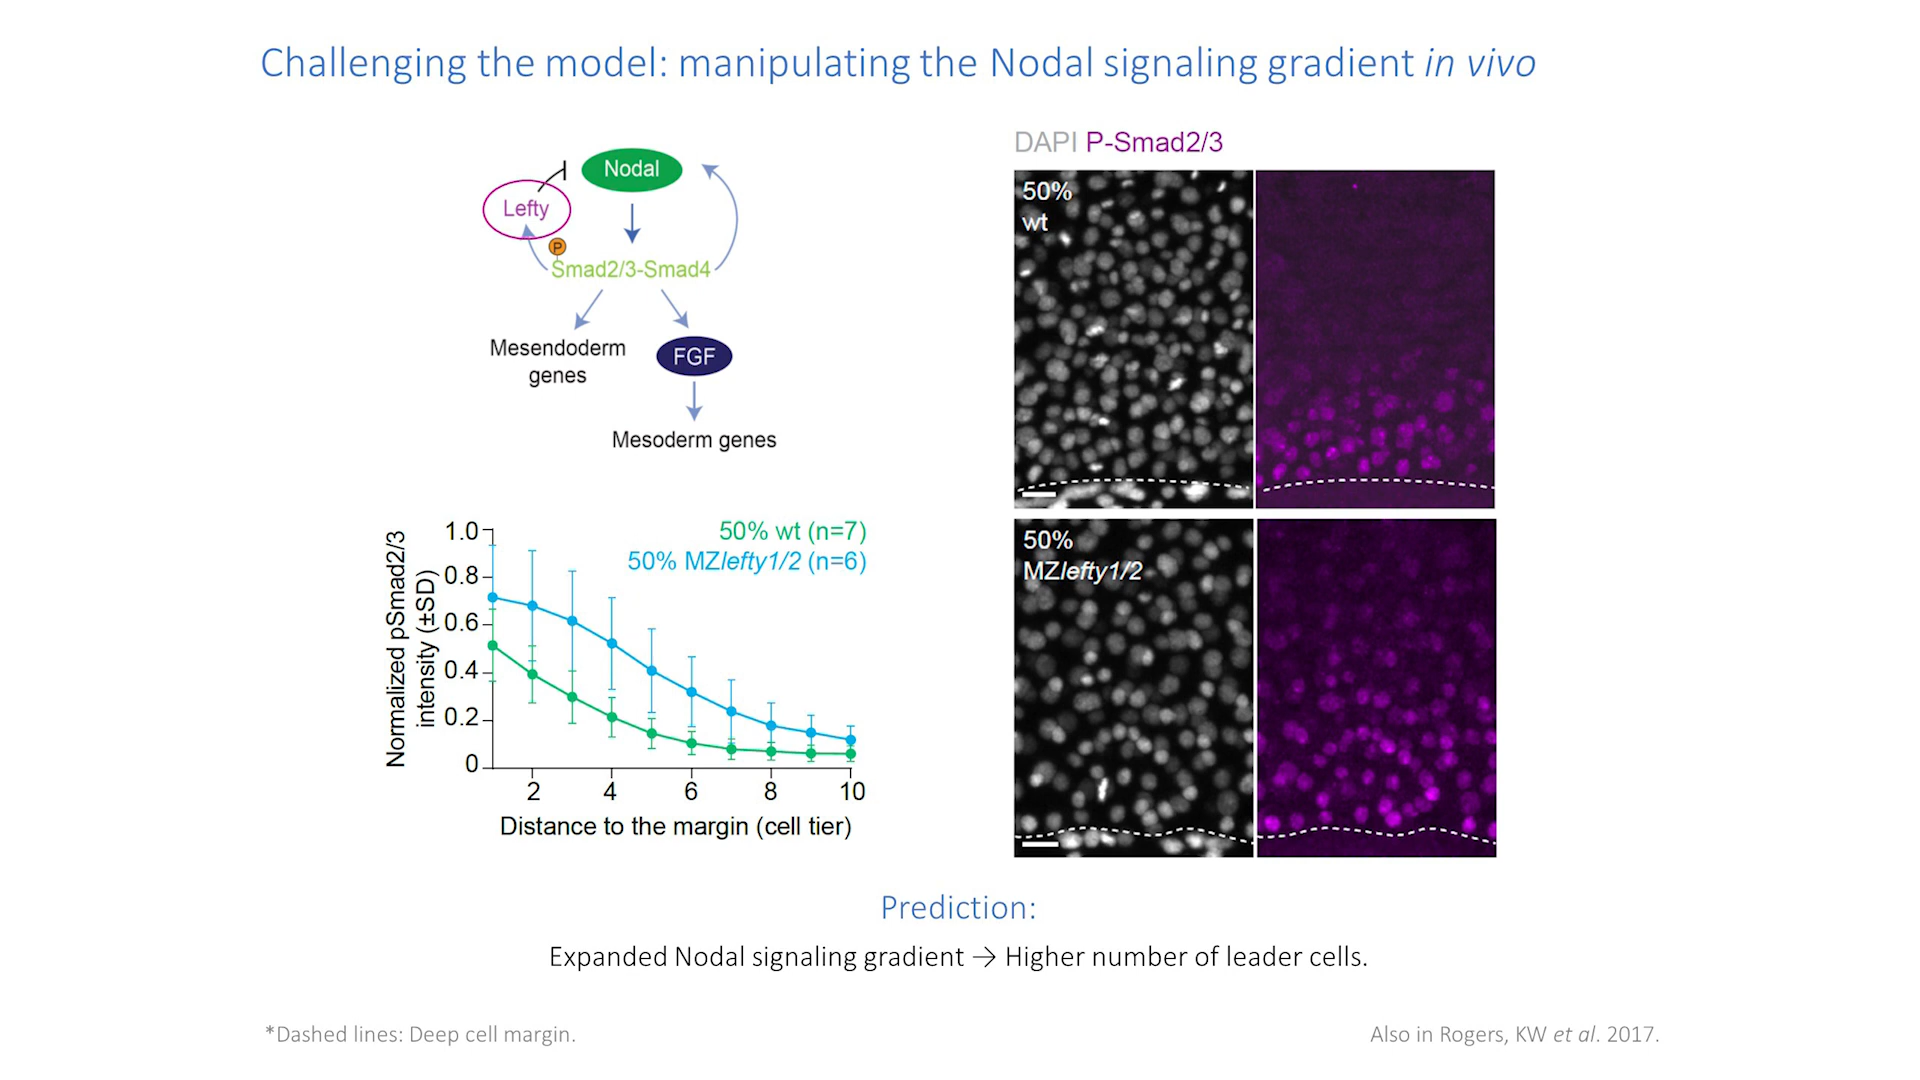 Challenging the model: manipulating the Nodal signaling gradient in vivo
Nodal
Lefty
P
Smad2/3-Smad4
Mesendoderm
genes
FGF
Mesoderm genes
DAPI P-Smad2/3
50%
wt
50%
MZlefty1/2
Normalized pSmad2/3
intensity (±SD)
1.0
0.8
0.6
0.4
0.2
0
50% wt (n=7)
50% MZlefty1/2 (n=6)
2 4 6 8 10
Distance to the margin (cell tier)
Prediction:
Expanded Nodal signaling gradient → Higher number of leader cells.
*Dashed lines: Deep cell margin.
Also in Rogers, KW et al. 2017.